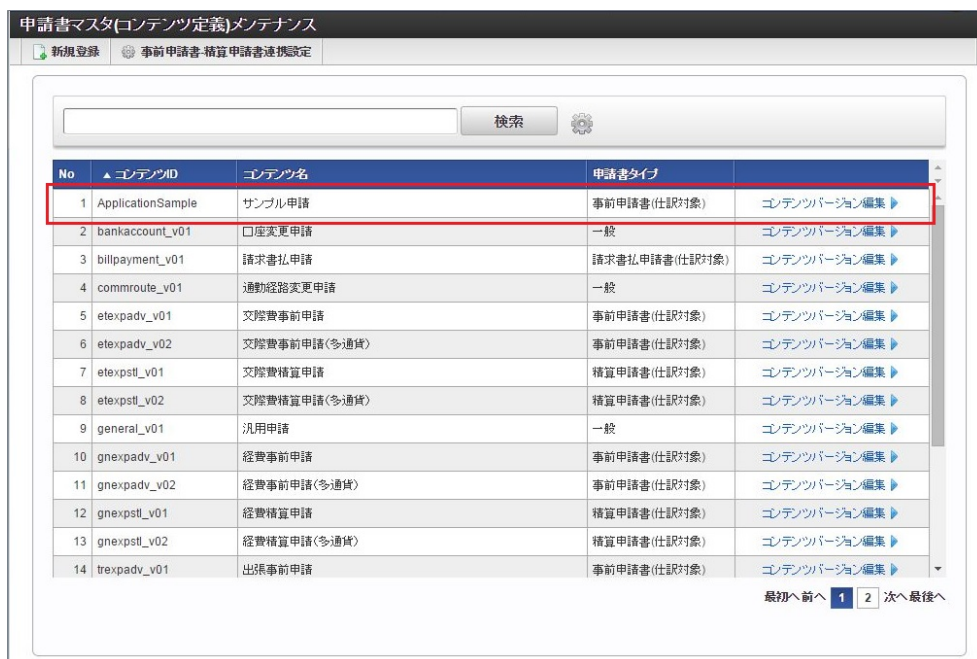 申請書マスタ(コンテンツ定義)メンテナンス
新規登録 事前申請書-精算申請書連携設定
検索
No ▲ コンテンツID コンテンツ名 申請書タイプ
1 ApplicationSample サンプル申請 事前申請書(仕訳対象) コンテンツバージョン編集
2 bankaccount_v01 口座変更申請 一般 コンテンツバージョン編集
3 billpayment_v01 請求書払申請 請求書払申請書(仕訳対象) コンテンツバージョン編集
4 commroute_v01 通勤経路変更申請 一般 コンテンツバージョン編集
5 etexpadv_v01 交際費事前申請 事前申請書(仕訳対象) コンテンツバージョン編集
6 etexpadv_v02 交際費事前申請(多通貨) 事前申請書(仕訳対象) コンテンツバージョン編集
7 etexpstl_v01 交際費精算申請 精算申請書(仕訳対象) コンテンツバージョン編集
8 etexpstl_v02 交際費精算申請(多通貨) 精算申請書(仕訳対象) コンテンツバージョン編集
9 general_v01 汎用申請 一般 コンテンツバージョン編集
10 gnexpadv_v01 経費事前申請 事前申請書(仕訳対象) コンテンツバージョン編集
11 gnexpadv_v02 経費事前申請(多通貨) 事前申請書(仕訳対象) コンテンツバージョン編集
12 gnexpstl_v01 経費精算申請 精算申請書(仕訳対象) コンテンツバージョン編集
13 gnexpstl_v02 経費精算申請(多通貨) 精算申請書(仕訳対象) コンテンツバージョン編集
14 trexpadv_v01 出張事前申請 事前申請書(仕訳対象) コンテンツバージョン編集
最初へ 前へ 1 2 次へ 最後へ